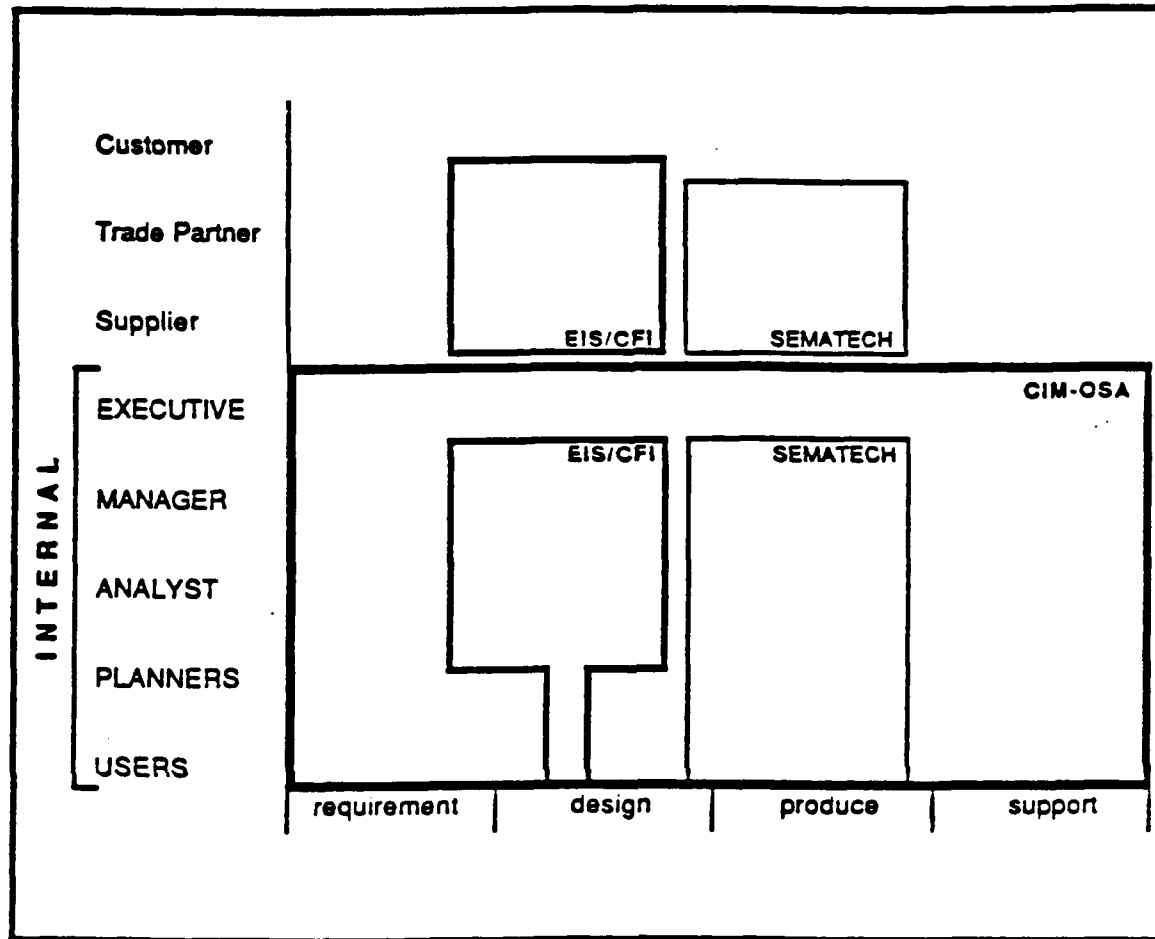 Customer
Trade Partner
Supplier
EIS/CFI
SEMATECH
CIM-OSA
INTERNAL
EXECUTIVE
EIS/CFI
SEMATECH
MANAGER
ANALYST
PLANNERS
USERS
requirement
design
produce
support